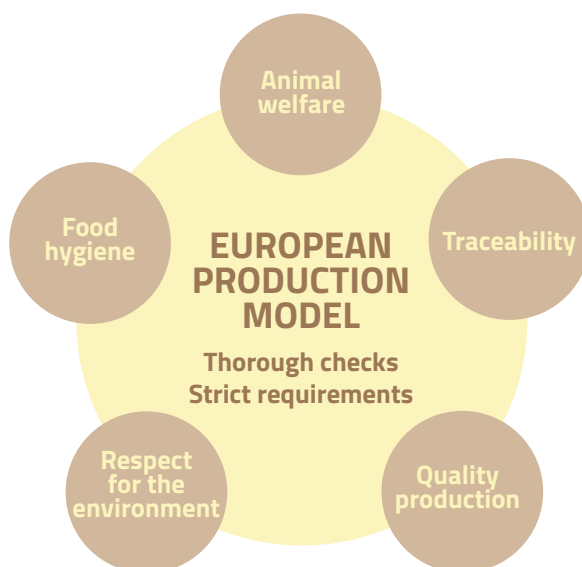 Animal
welfare
Food
hygiene
Traceability
EUROPEAN
PRODUCTION
MODEL
Thorough checks
Strict requirements
Respect
for the
environment
Quality
production